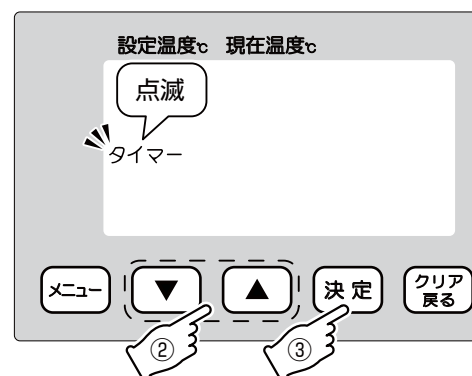 設定温度℃ 現在温度℃
点滅
タイマー
メニュー ▼ ▲ 決定 クリア
戻る
② ③